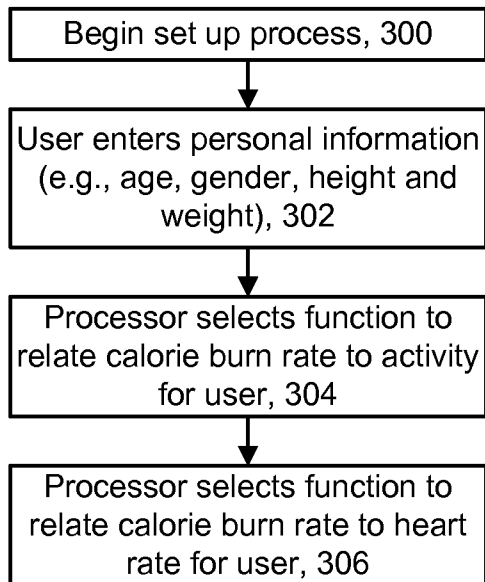 Begin set up process, 300
User enters personal information
(e.g., age, gender, height and
weight), 302
Processor selects function to
relate calorie burn rate to activity
for user, 304
Processor selects function to
relate calorie burn rate to heart
rate for user, 306